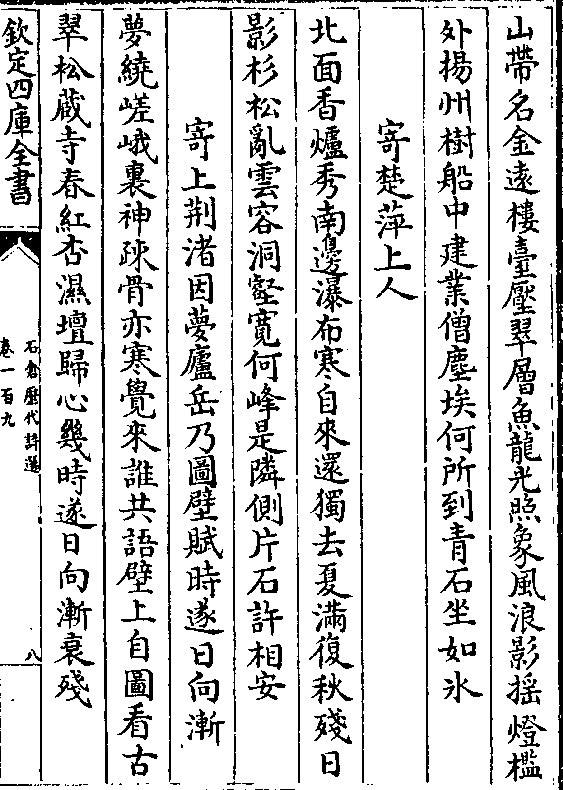 山帶名金遠樓臺壓翠層魚龍光照象風浪影揺燈檻
外揚州樹船中建業僧塵埃何所到青石坐如氷
寄楚萍上人
北面香爐秀南邊瀑布寒自來還獨去夏滿復秋殘日
影杉松亂雲容洞壑寛何峰是隣側片石許相安
寄上荆渚因夢廬岳乃圖壁賦時遂日向漸
夢繞嵯峨裏神疎骨亦寒覺來誰共語壁上自圖看古
翠松蔵寺春紅杏濕壇歸心幾時遂日向漸衰殘
欽定四庫全書
石倉歴代詩選
卷一百九
八